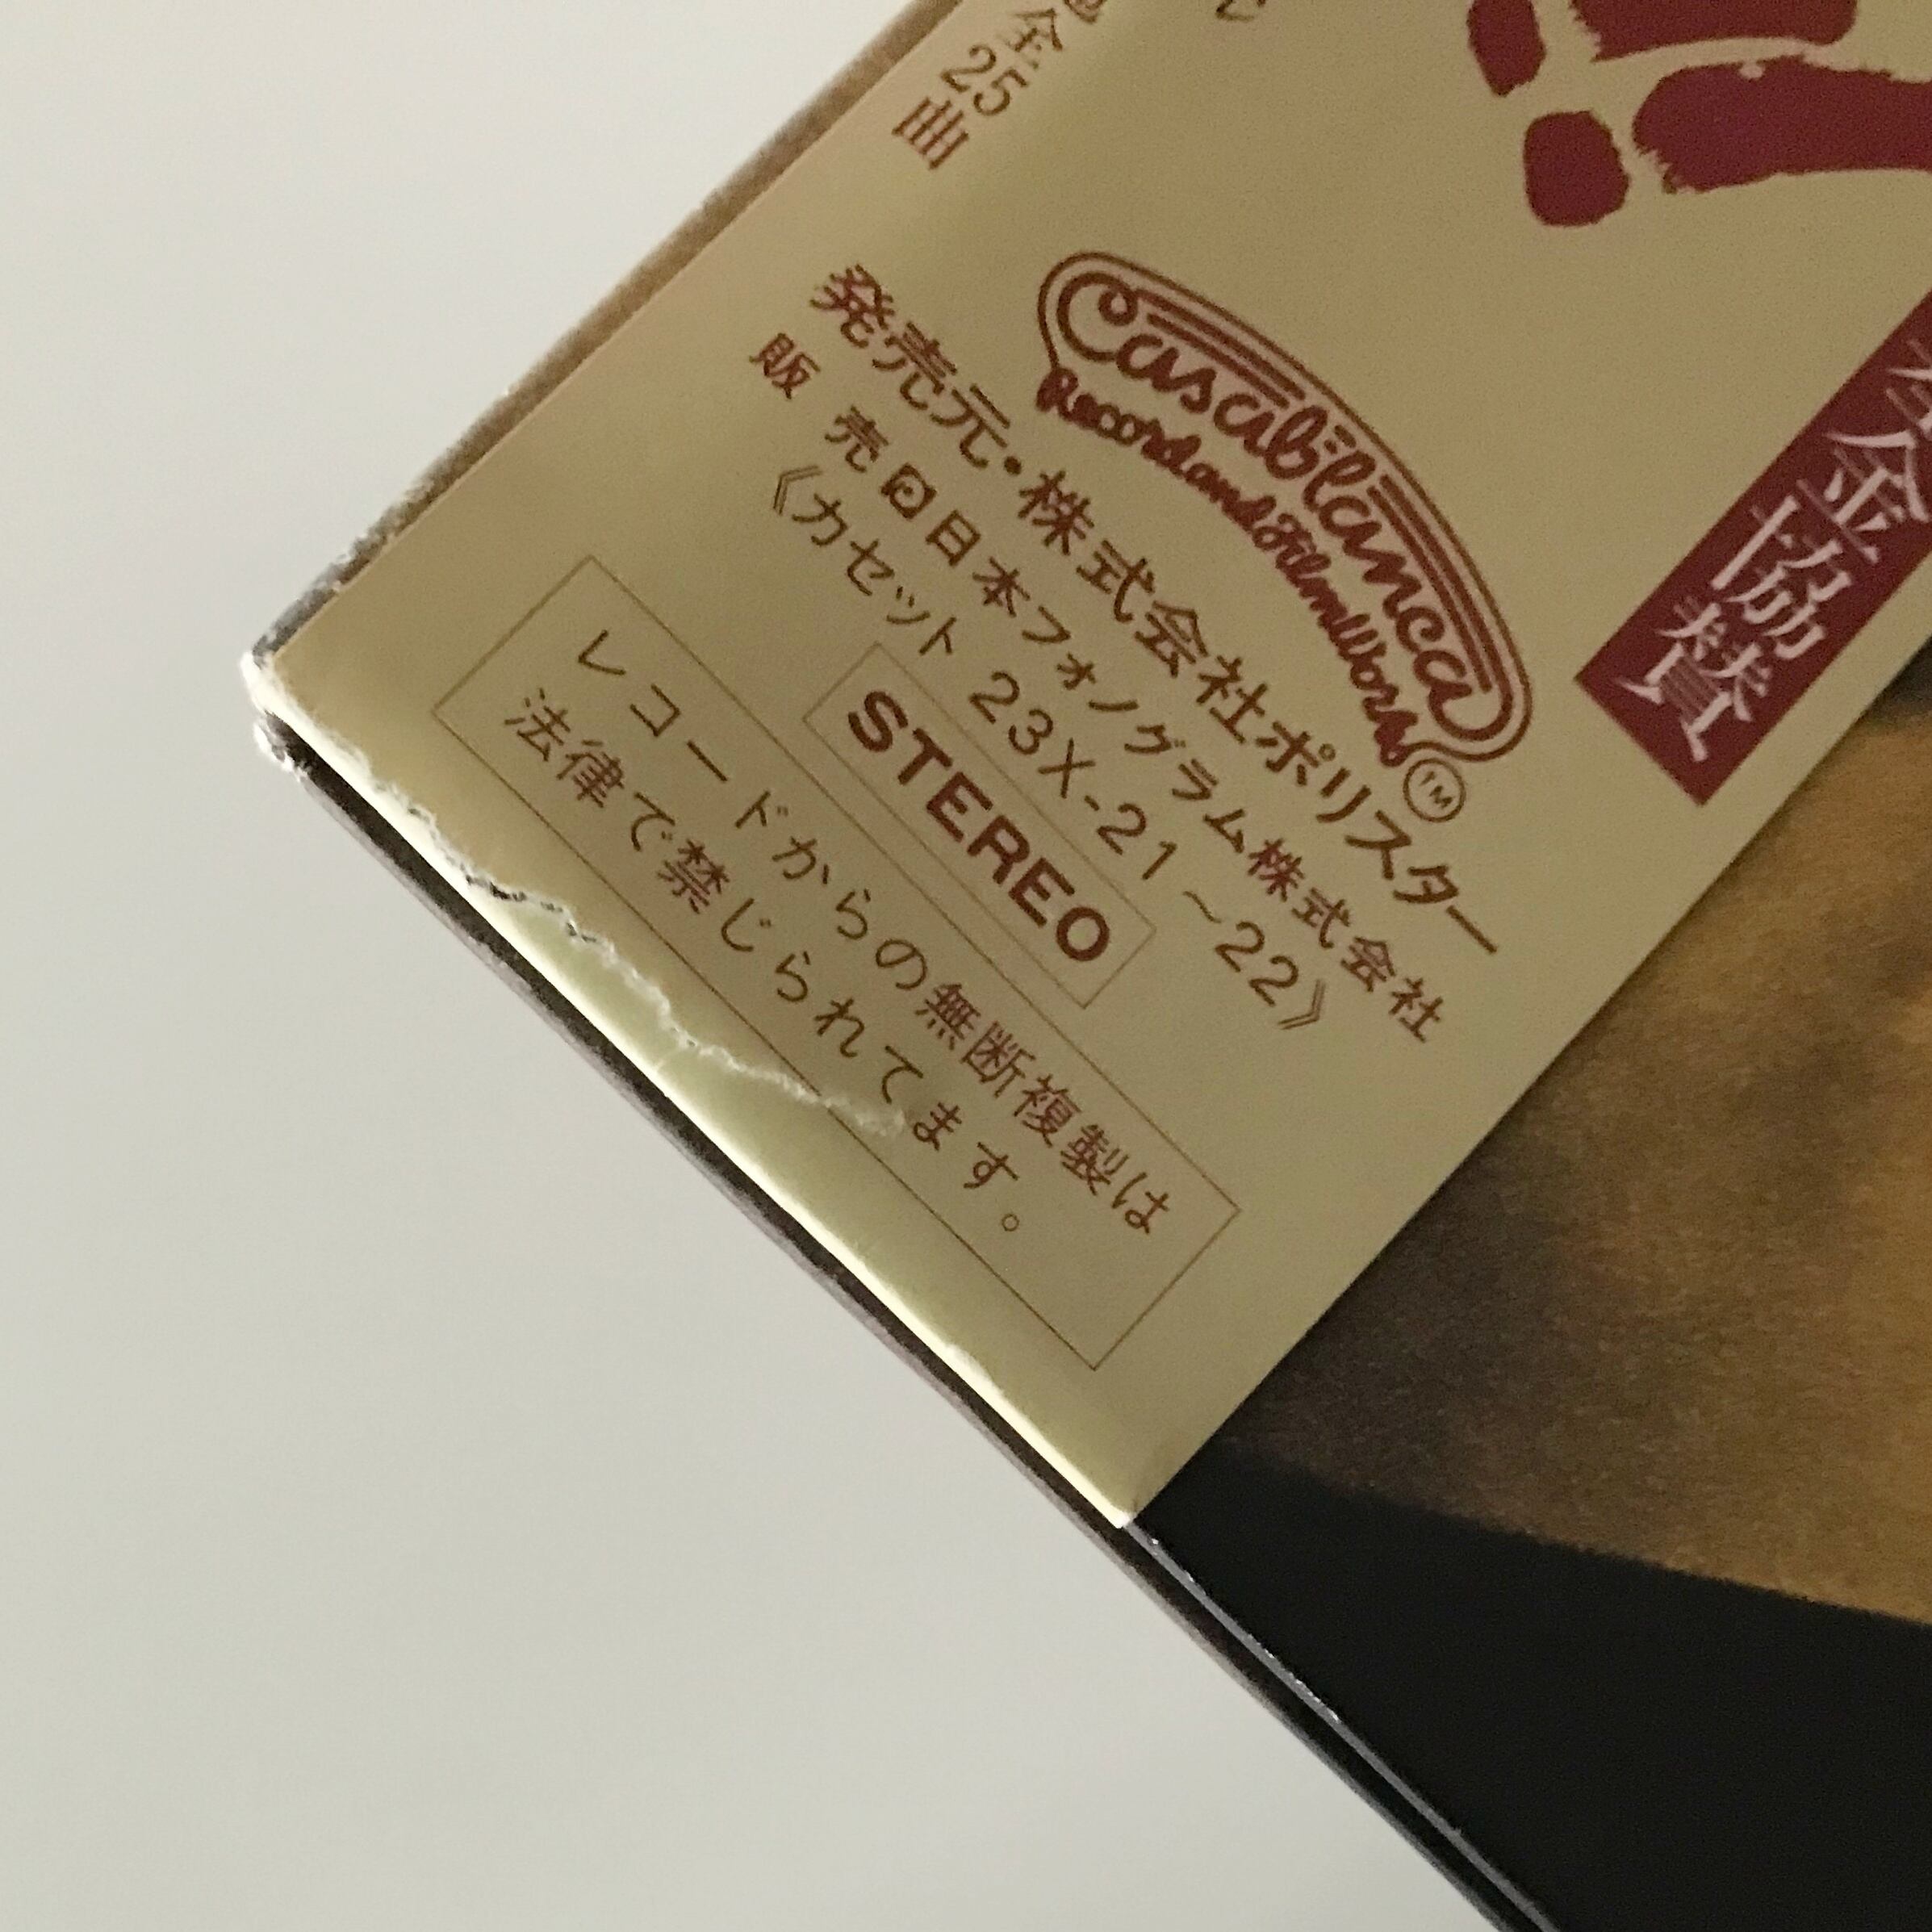 全25曲
金協賛
Casablanca
Record and FilmWorks
TM
発売元・株式会社ポリスター
販売 日本フォノグラム株式会社
《カセット 23X-21～22》
STEREO
レコードからの無断複製は
法律で禁じられてます。